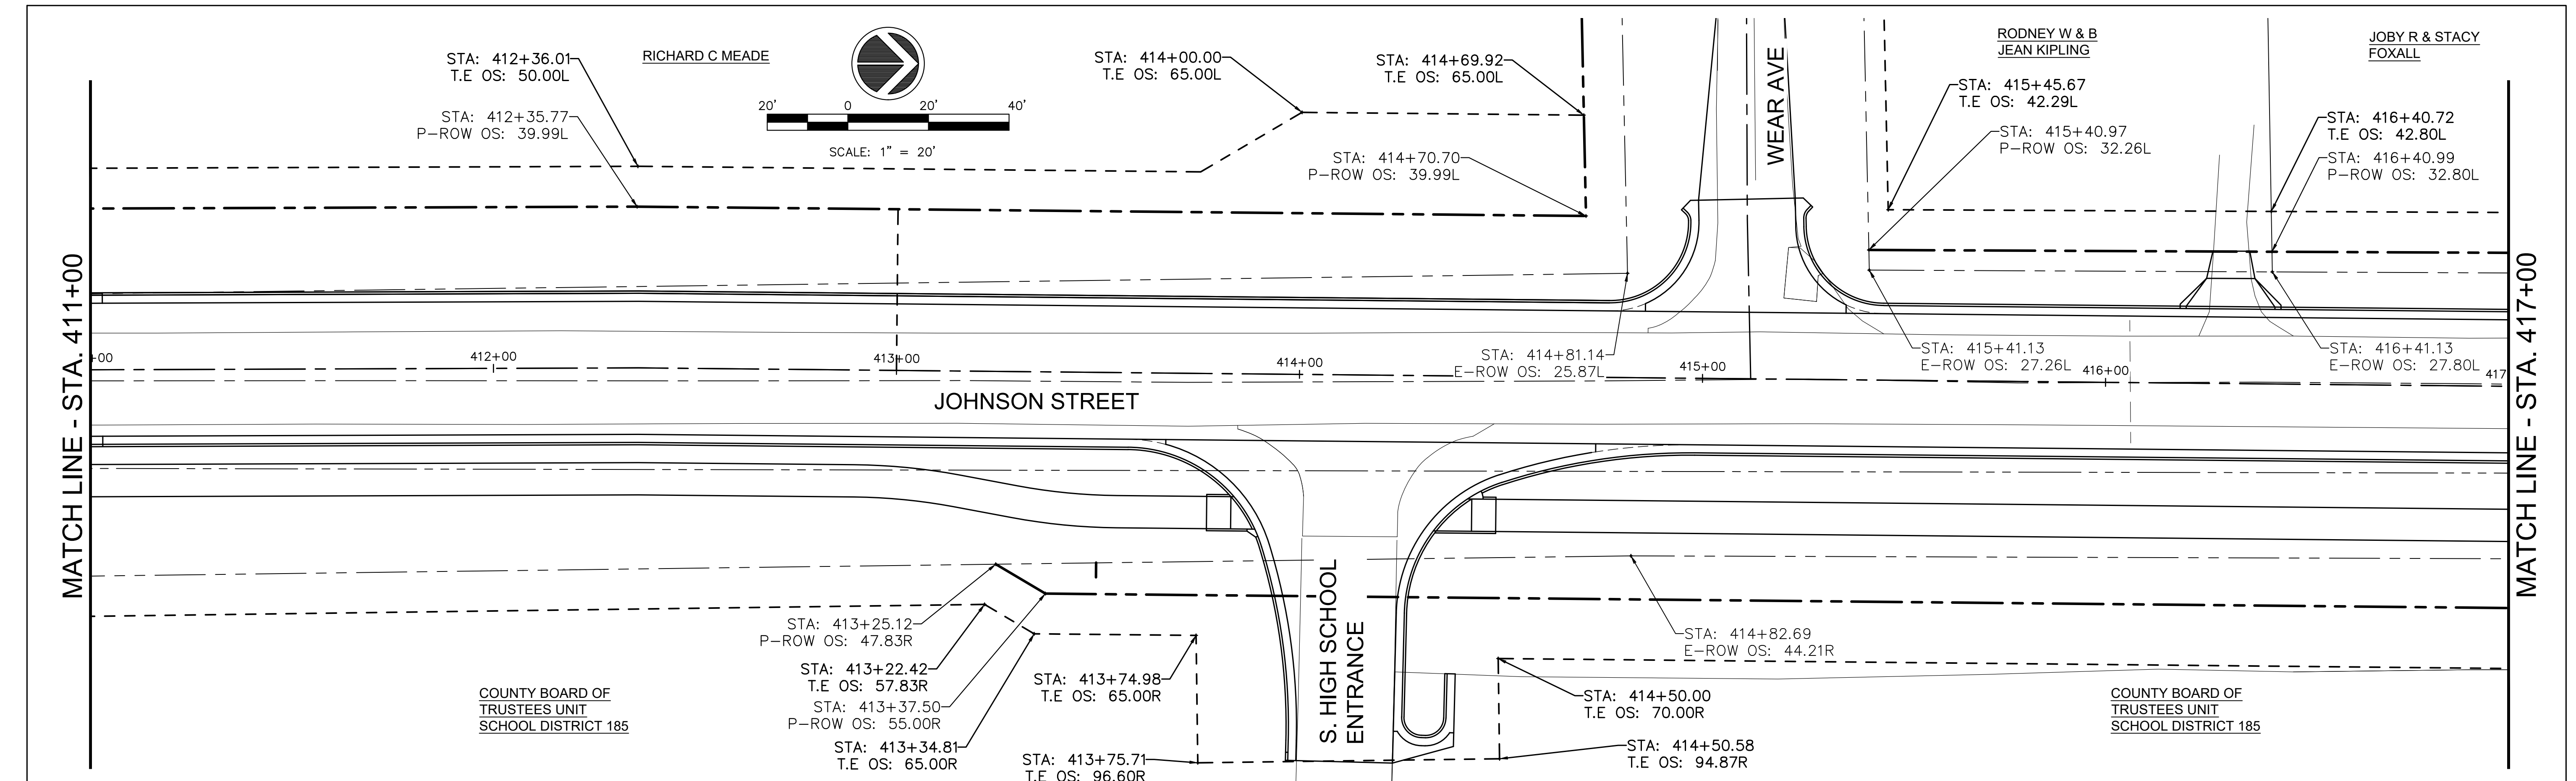 STA: 412+36.01
T.E OS: 50.00L
RICHARD C MEADE
STA: 414+00.00
T.E OS: 65.00L
STA: 414+69.92
T.E OS: 65.00L
WEAR AVE
RODNEY W & B
JEAN KIPLING
JOBY R & STACY
FOXALL
STA: 412+35.77
P-ROW OS: 39.99L
20' 0 20' 40'
SCALE: 1" = 20'
STA: 415+45.67
T.E OS: 42.29L
STA: 415+40.97
P-ROW OS: 32.26L
STA: 416+40.72
T.E OS: 42.80L
STA: 416+40.99
P-ROW OS: 32.80L
STA: 414+70.70
P-ROW OS: 39.99L
MATCH LINE - STA. 411+00
MATCH LINE - STA. 417+00
+00 412+00 413+00 414+00 415+00 416+00 417
STA: 414+81.14
E-ROW OS: 25.87L
STA: 415+41.13
E-ROW OS: 27.26L
STA: 416+41.13
E-ROW OS: 27.80L
JOHNSON STREET
S. HIGH SCHOOL
ENTRANCE
STA: 413+25.12
P-ROW OS: 47.83R
STA: 413+22.42
T.E OS: 57.83R
STA: 413+37.50
P-ROW OS: 55.00R
STA: 413+34.81
T.E OS: 65.00R
STA: 413+74.98
T.E OS: 65.00R
STA: 413+75.71
T.E OS: 96.60R
STA: 414+82.69
E-ROW OS: 44.21R
STA: 414+50.00
T.E OS: 70.00R
STA: 414+50.58
T.E OS: 94.87R
COUNTY BOARD OF
TRUSTEES UNIT
SCHOOL DISTRICT 185
COUNTY BOARD OF
TRUSTEES UNIT
SCHOOL DISTRICT 185